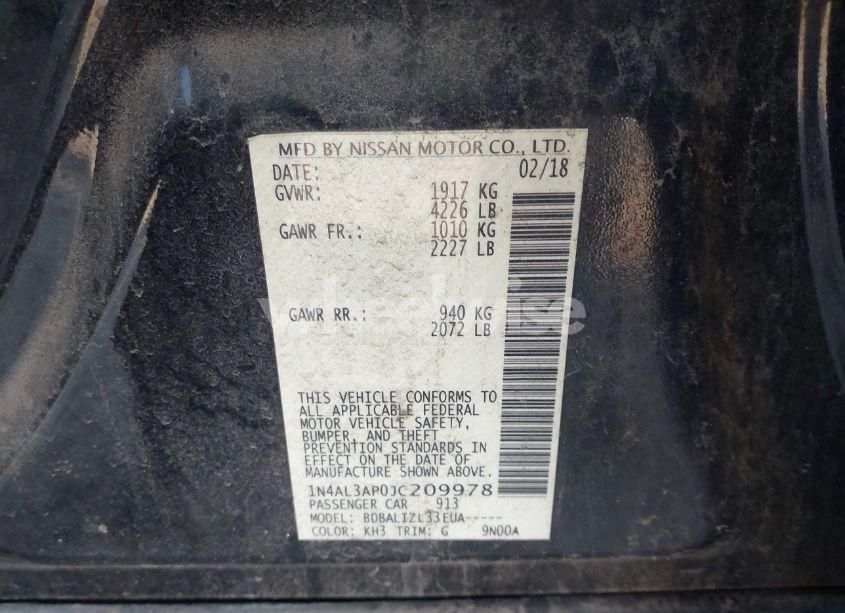 MFD BY NISSAN MOTOR CO., LTD.
DATE: 02/18
GVWR: 1917 KG
4226 LB
GAWR FR.: 1010 KG
2227 LB
wheelwise
GAWR RR.: 940 KG
2072 LB
THIS VEHICLE CONFORMS TO
ALL APPLICABLE FEDERAL
MOTOR VEHICLE SAFETY,
BUMPER, AND THEFT
PREVENTION STANDARDS IN
EFFECT ON THE DATE OF
MANUFACTURE SHOWN ABOVE.
1N4AL3AP0JC209978
PASSENGER CAR 913
MODEL: BDBALIZL33EUA-----
COLOR: KH3 TRIM: G 9N00A